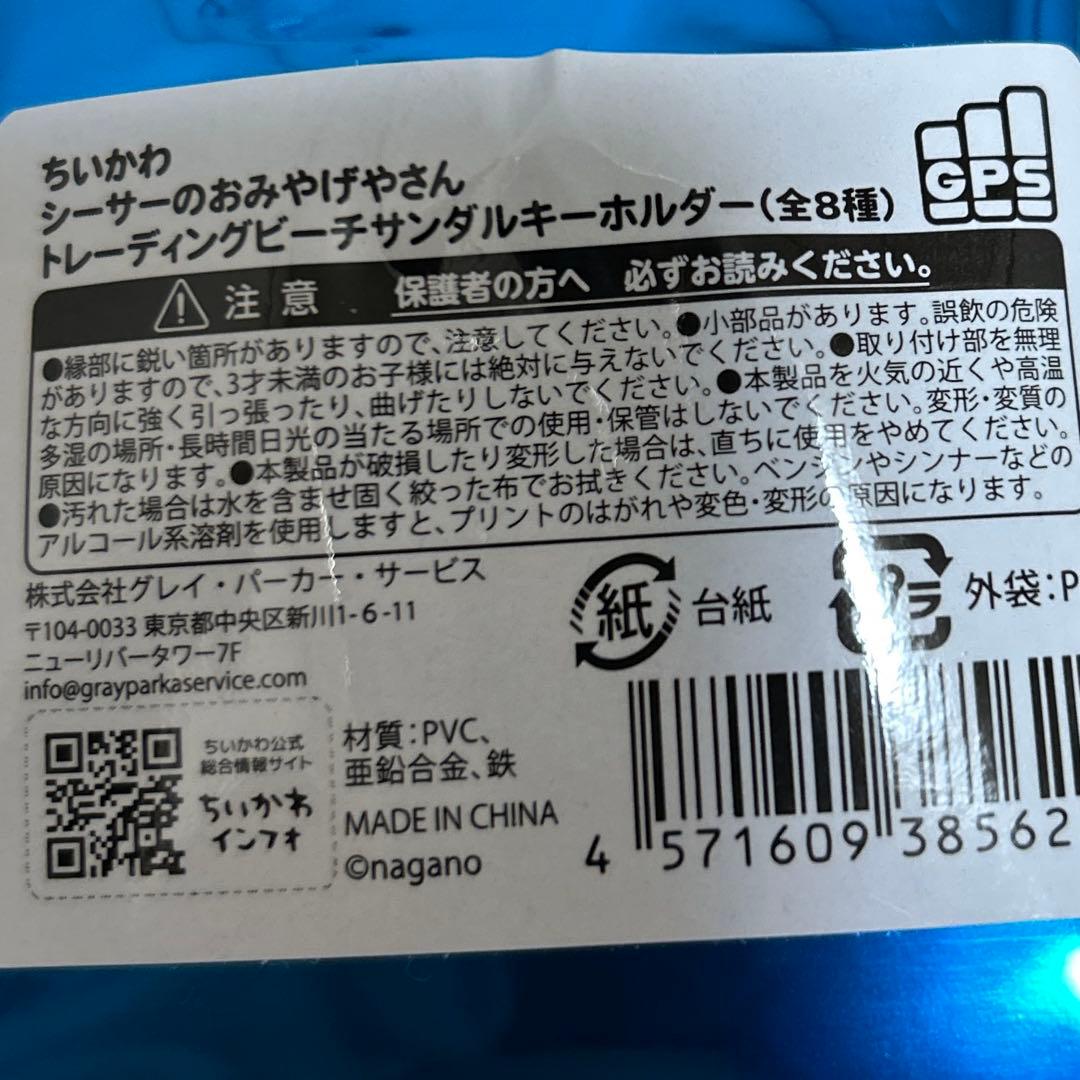 ちいかわ
シーサーのおみやげやさん
トレーディングビーチサンダルキーホルダー(全8種)
GPS
注意 保護者の方へ 必ずお読みください。
●縁部に鋭い箇所がありますので、注意してください。●小部品があります。誤飲の危険
がありますので、3才未満のお子様には絶対に与えないでください。●取り付け部を無理
な方向に強く引っ張ったり、曲げたりしないでください。●本製品を火気の近くや高温
多湿の場所・長時間日光の当たる場所での使用・保管はしないでください。変形・変質の
原因になります。●本製品が破損したり変形した場合は、直ちに使用をやめてください。
●汚れた場合は水を含ませ固く絞った布でお拭きください。ベンジンやシンナーなどの
アルコール系溶剤を使用しますと、プリントのはがれや変色・変形の原因になります。
株式会社グレイ・パーカー・サービス
〒104-0033 東京都中央区新川1-6-11
ニューリバータワー7F
info@grayparkaservice.com
紙 台紙
プラ 外袋:P
ちいかわ公式
総合情報サイト
ちいかわ
インフォ
材質:PVC、
亜鉛合金、鉄
MADE IN CHINA
©nagano
4 571609 38562